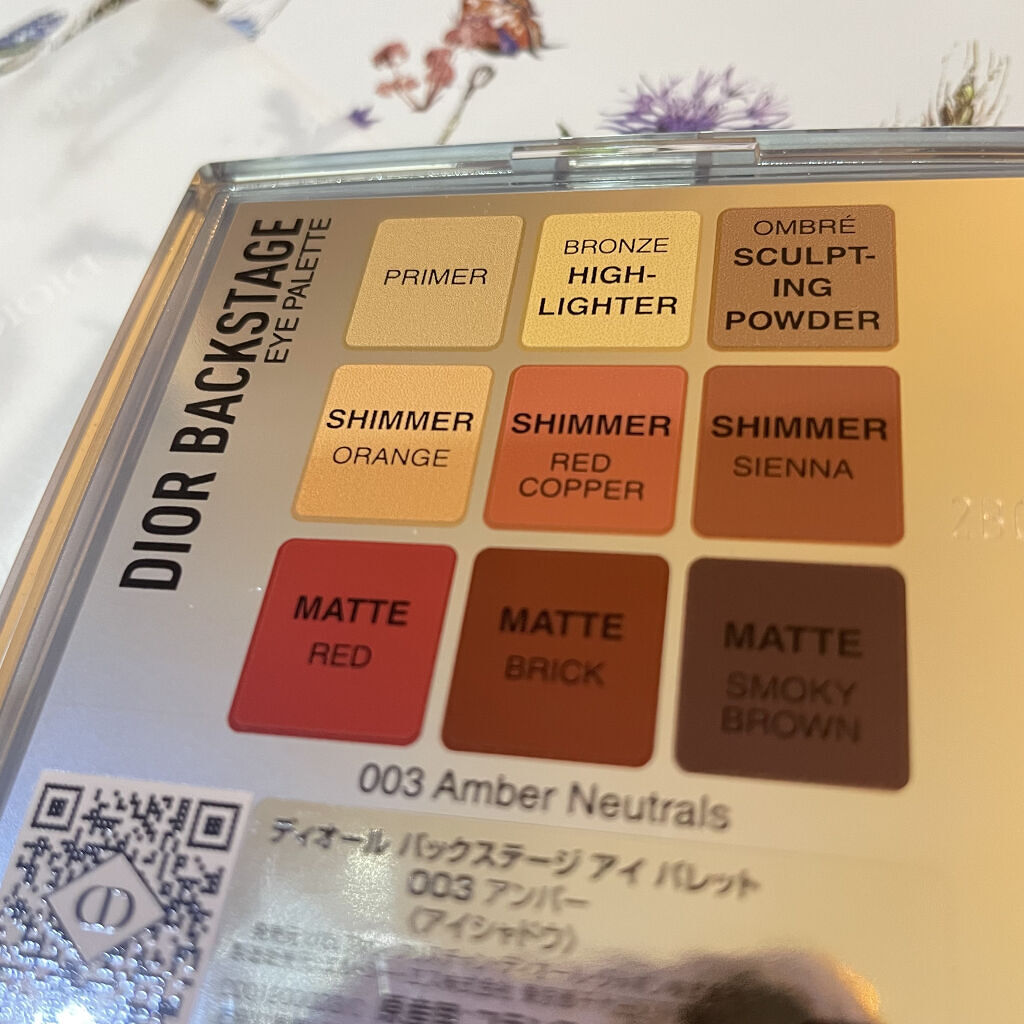 DIOR BACKSTAGE
EYE PALETTE
PRIMER
BRONZE
HIGH-
LIGHTER
OMBRÉ
SCULPT-
ING
POWDER
SHIMMER
ORANGE
SHIMMER
RED
COPPER
SHIMMER
SIENNA
MATTE
RED
MATTE
BRICK
MATTE
SMOKY
BROWN
003 Amber Neutrals
ディオール バックステージ アイ パレット
003 アンバー
(アイシャドウ)